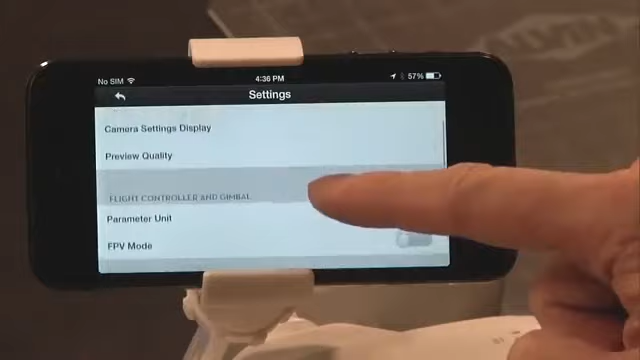 No SIM
4:36 PM
57%
Settings
Camera Settings Display
Preview Quality
FLIGHT CONTROLLER AND GIMBAL
Parameter Unit
FPV Mode